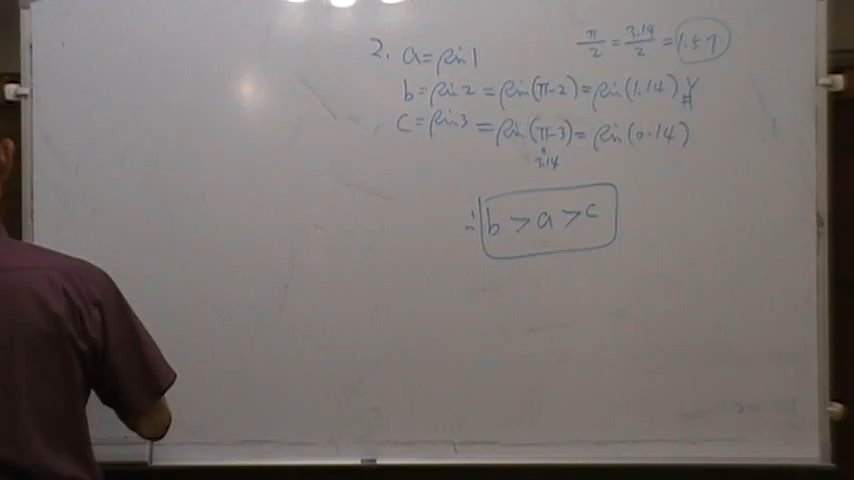 2. a = sin 1
π/2 = 3.14/2 = 1.57
b = sin 2 = sin(π-2) = sin(1.14)
c = sin 3 = sin(π-3) = sin(0.14)
3.14
∴ b > a > c